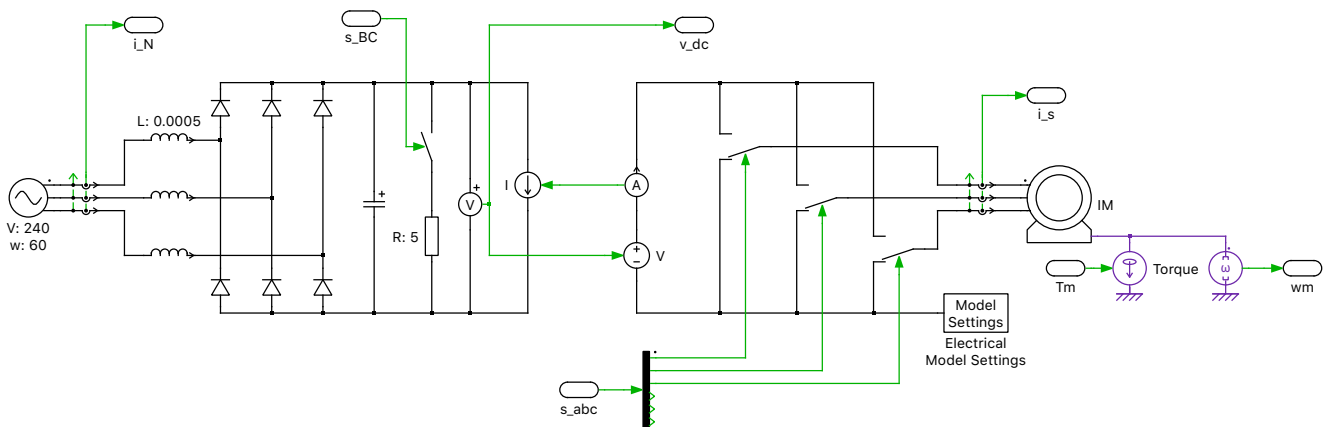 i_N
s_BC
v_dc
L: 0.0005
i_s
I
A
V
V
V: 240
w: 60
R: 5
IM
Tm
Torque
ω
wm
Model
Settings
Electrical
Model Settings
s_abc